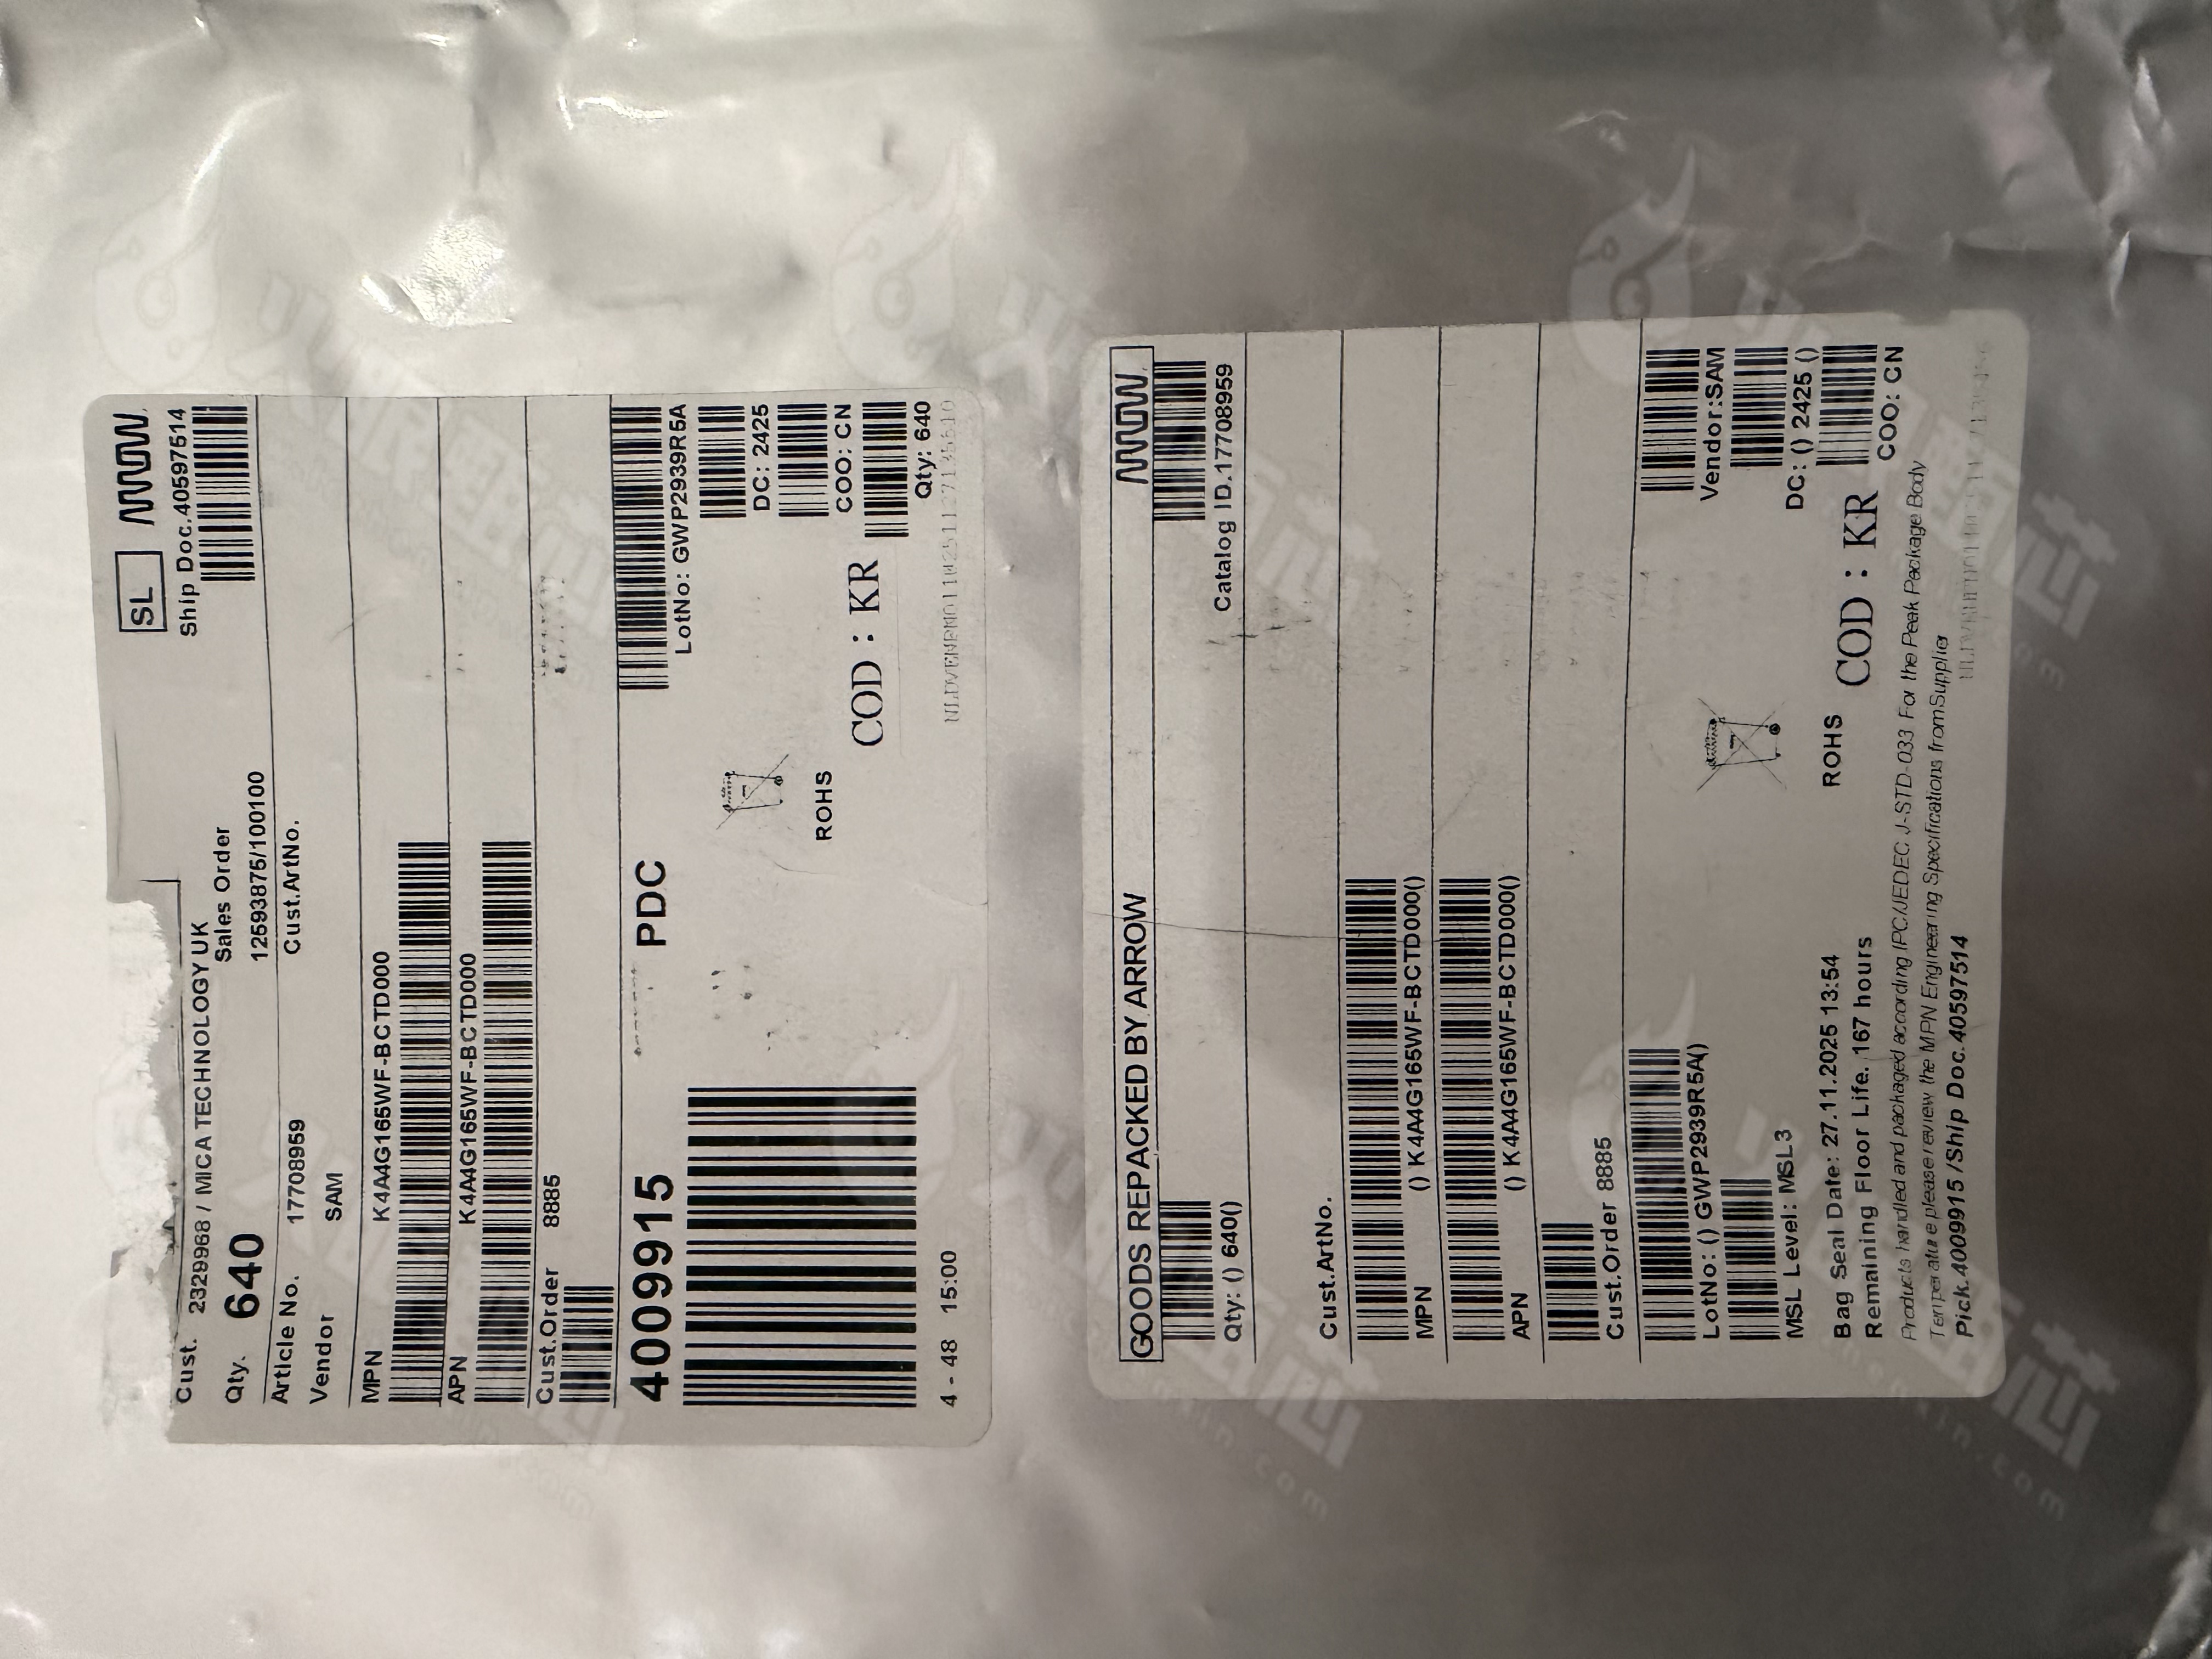 SL
Ship Doc.40597514
Cust. 23299968 / MICA TECHNOLOGY UK
Qty. 640
Sales Order
125938875/100100
Article No. 17708959
Cust.ArtNo.
Vendor SAM
MPN K4A4G165WF-BCTD000
APN K4A4G165WF-BCTD000
Cust.Order 8885
4009915 PDC
LotNo: GWP2939R5A
DC: 2425
COO: CN
ROHS
COD : KR
Qty: 640
4 - 48 15:00
GOODS REPACKED BY ARROW
Qty: () 640()
Catalog ID.17708959
Cust.ArtNo.
MPN () K4A4G165WF-BCTD000()
APN () K4A4G165WF-BCTD000()
Cust.Order 8885
LotNo: () GWP2939R5A()
Vendor:SAM
MSL Level: MSL3
DC: () 2425 ()
Bag Seal Date: 27.11.2025 13:54
ROHS
COD : KR
COO: CN
Remaining Floor Life. 167 hours
Products handled and packaged according IPC/JEDEC J-STD-033 For the Peak Package Body
Temperature please review the MPN Engineering Specifications from Supplier
Pick.4009915 /Ship Doc.40597514